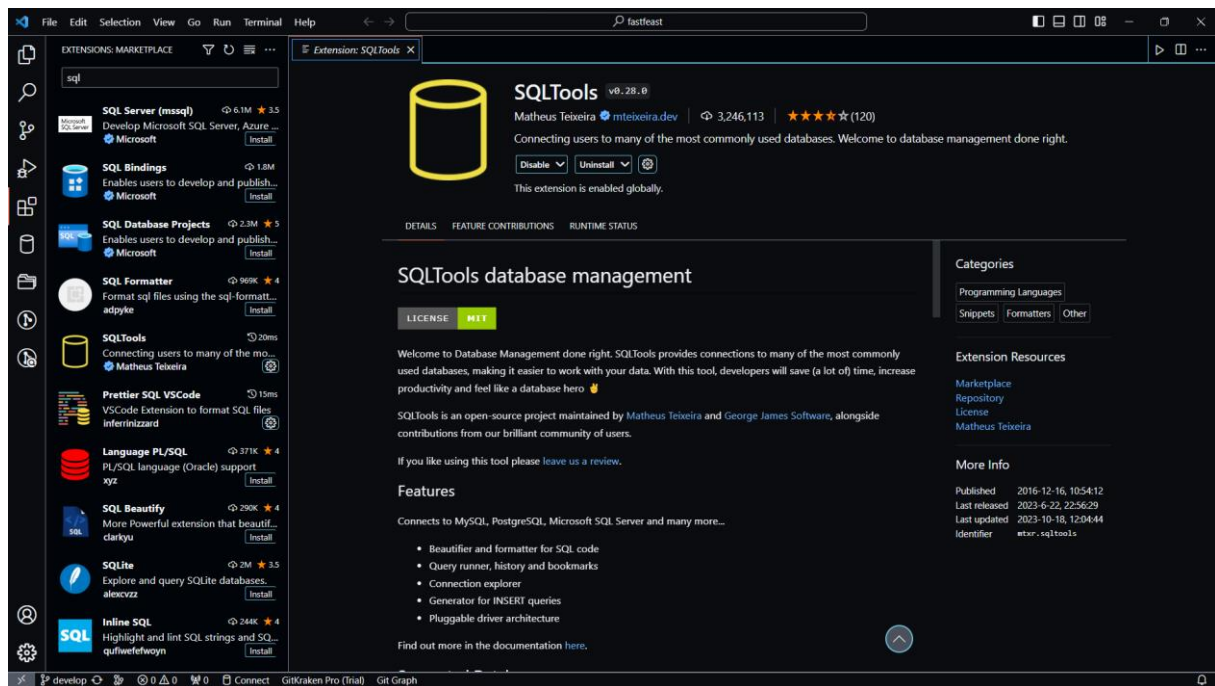 File Edit Selection View Go Run Terminal Help
fastfeast
EXTENSIONS: MARKETPLACE
sql
Microsoft
SQL Server
SQL Server (mssql) 6.1M ★ 3.5
Develop Microsoft SQL Server, Azure ...
Microsoft Install
SQL Bindings 1.8M
Enables users to develop and publish...
Microsoft Install
SQL
SQL Database Projects 2.3M ★ 5
Enables users to develop and publish...
Microsoft Install
SQL Formatter 969K ★ 4
Format sql files using the sql-formatt...
adpyke Install
SQLTools 20ms
Connecting users to many of the mo...
Matheus Teixeira
Prettier SQL VSCode 15ms
VSCode Extension to format SQL files
inferrinizzard
Language PL/SQL 371K ★ 4
PL/SQL language (Oracle) support
xyz Install
SQL
SQL Beautify 290K ★ 4
More Powerful extension that beautif...
clarkyu Install
SQLite 2M ★ 3.5
Explore and query SQLite databases.
alexcvzz Install
SQL
Inline SQL 244K ★ 4
Highlight and lint SQL strings and SQ...
qufiwefefwoyn Install
Extension: SQLTools
SQLTools v0.28.0
Matheus Teixeira mteixeira.dev 3,246,113 ★★★★☆(120)
Connecting users to many of the most commonly used databases. Welcome to database management done right.
Disable Uninstall
This extension is enabled globally.
DETAILS FEATURE CONTRIBUTIONS RUNTIME STATUS
SQLTools database management
LICENSE MIT
Welcome to Database Management done right. SQLTools provides connections to many of the most commonly
used databases, making it easier to work with your data. With this tool, developers will save (a lot of) time, increase
productivity and feel like a database hero ✌
SQLTools is an open-source project maintained by Matheus Teixeira and George James Software, alongside
contributions from our brilliant community of users.
If you like using this tool please leave us a review.
Features
Connects to MySQL, PostgreSQL, Microsoft SQL Server and many more...
• Beautifier and formatter for SQL code
• Query runner, history and bookmarks
• Connection explorer
• Generator for INSERT queries
• Pluggable driver architecture
Find out more in the documentation here.
Categories
Programming Languages
Snippets Formatters Other
Extension Resources
Marketplace
Repository
License
Matheus Teixeira
More Info
Published 2016-12-16, 10:54:12
Last released 2023-6-22, 22:56:29
Last updated 2023-10-18, 12:04:44
Identifier mtxr.sqltools
develop 0 0 0 Connect GitKraken Pro (Trial) Git Graph